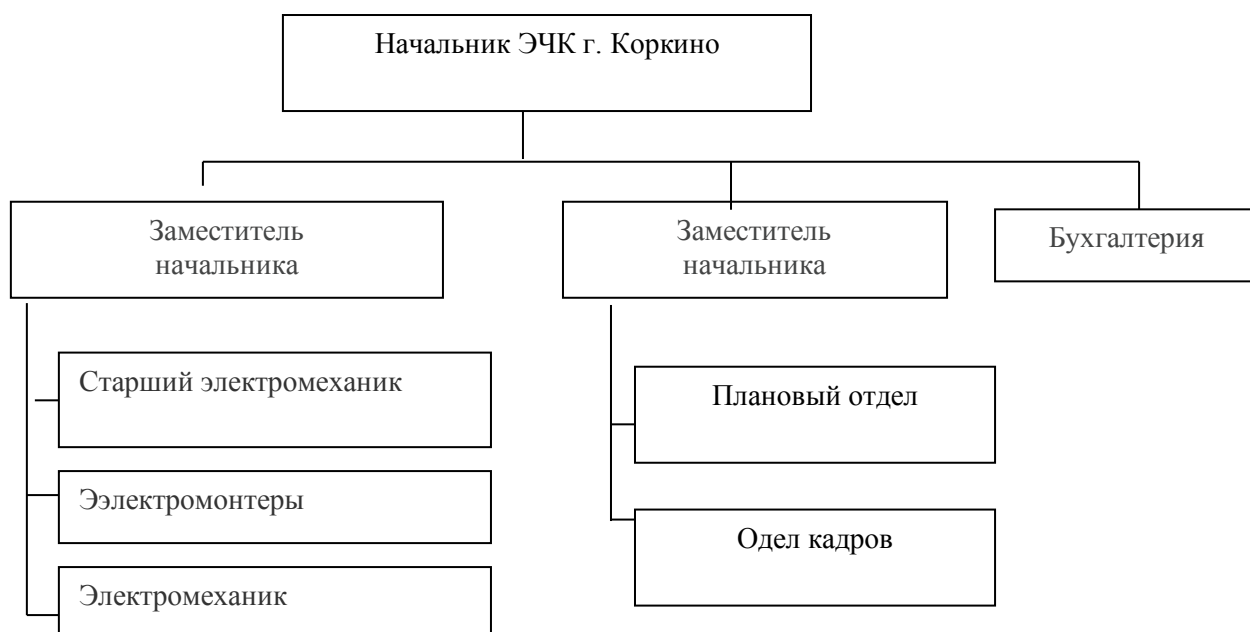 Начальник ЭЧК г. Коркино
Заместитель
начальника
Заместитель
начальника
Бухгалтерия
Старший электромеханик
Плановый отдел
Ээлектромонтеры
Одел кадров
Электромеханик